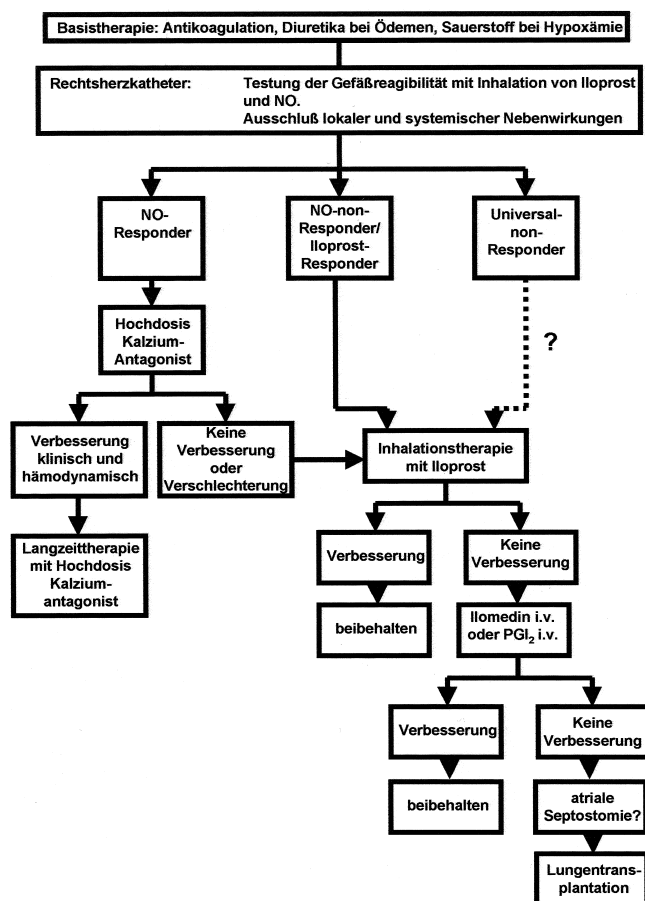 Basistherapie: Antikoagulation, Diuretika bei Ödemen, Sauerstoff bei Hypoxämie
Rechtsherzkatheter: Testung der Gefäßreagibilität mit Inhalation von Iloprost
und NO.
Ausschluß lokaler und systemischer Nebenwirkungen
NO-
Responder
NO-non-
Responder/
Iloprost-
Responder
Universal-
non-
Responder
Hochdosis
Kalzium-
Antagonist
?
Verbesserung
klinisch und
hämodynamisch
Keine
Verbesserung
oder
Verschlechterung
Inhalationstherapie
mit Iloprost
Langzeittherapie
mit Hochdosis
Kalzium-
antagonist
Verbesserung
Keine
Verbesserung
beibehalten
Ilomedin i.v.
oder PGI₂ i.v.
Verbesserung
Keine
Verbesserung
beibehalten
atriale
Septostomie?
Lungentrans-
plantation